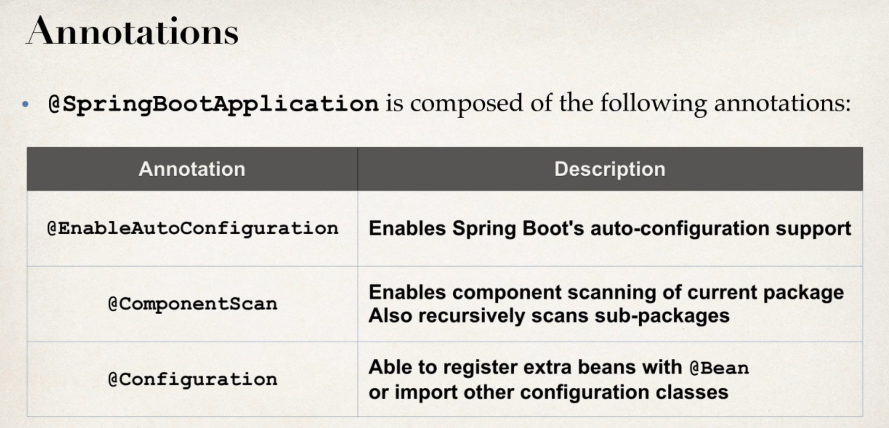 Annotations
• @SpringBootApplication is composed of the following annotations:
Annotation Description
@EnableAutoConfiguration Enables Spring Boot's auto-configuration support
@ComponentScan Enables component scanning of current package
Also recursively scans sub-packages
@Configuration Able to register extra beans with @Bean
or import other configuration classes